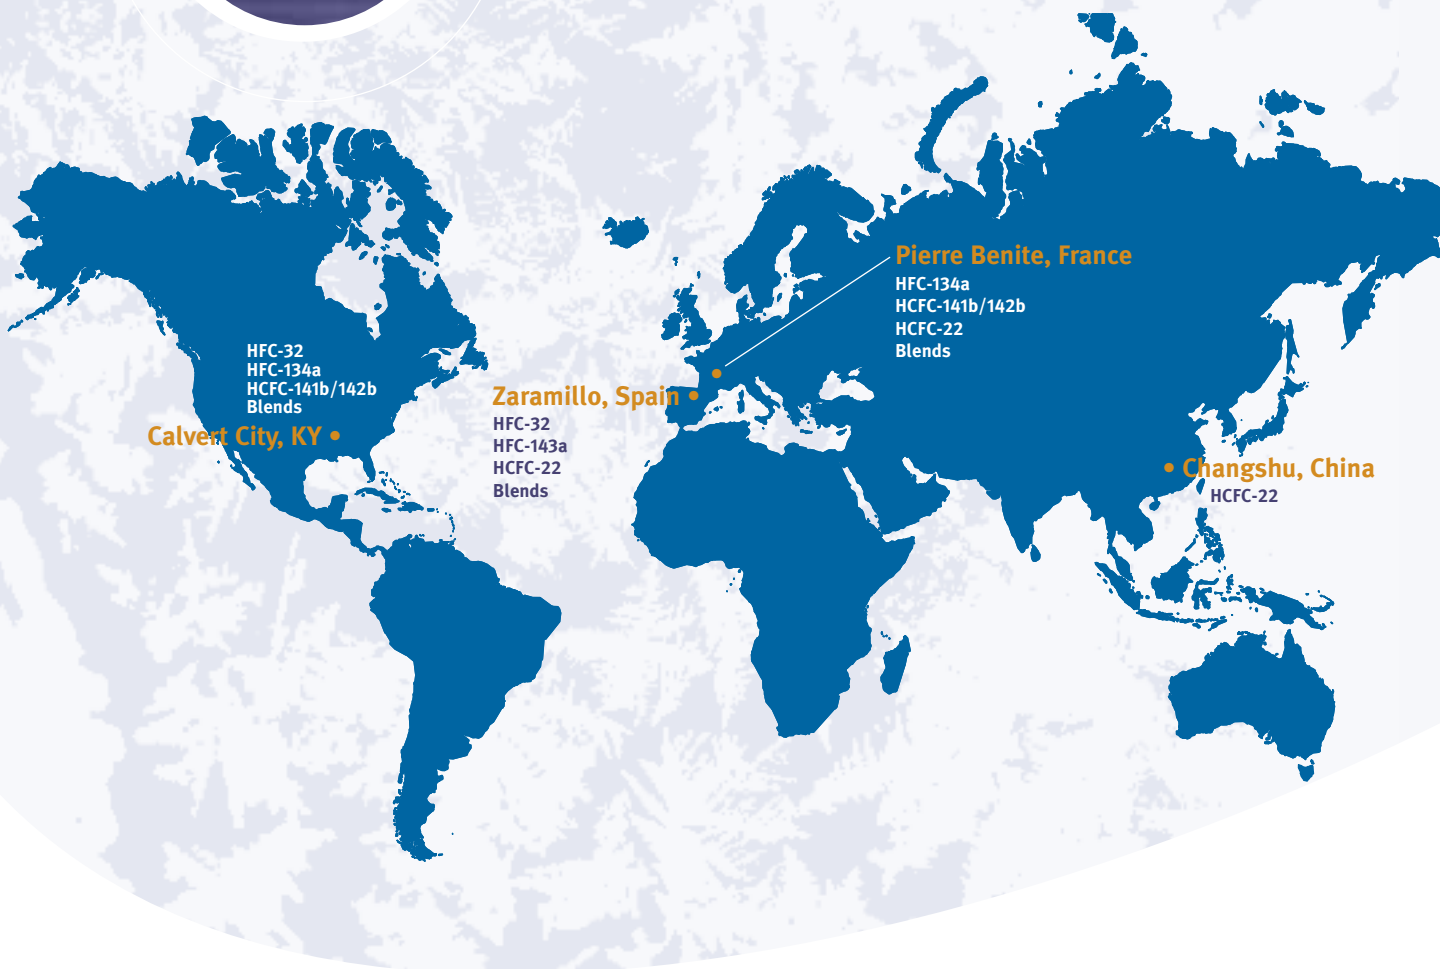 HFC-32
HFC-134a
HCFC-141b/142b
Blends
Calvert City, KY
Zaramillo, Spain
HFC-32
HFC-143a
HCFC-22
Blends
Pierre Benite, France
HFC-134a
HCFC-141b/142b
HCFC-22
Blends
Changshu, China
HCFC-22